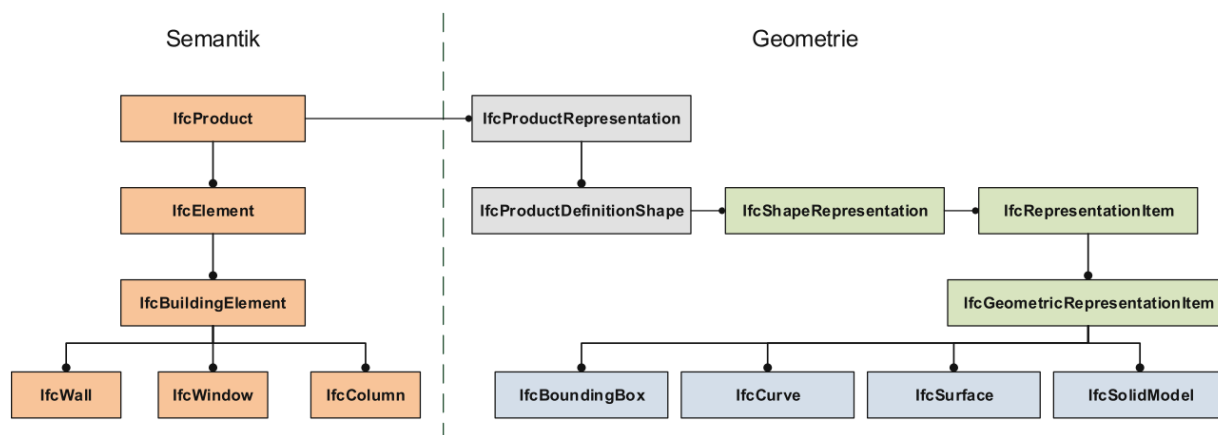 Semantik
Geometrie
IfcProduct
IfcProductRepresentation
IfcElement
IfcProductDefinitionShape
IfcShapeRepresentation
IfcRepresentationItem
IfcBuildingElement
IfcGeometricRepresentationItem
IfcWall
IfcWindow
IfcColumn
IfcBoundingBox
IfcCurve
IfcSurface
IfcSolidModel